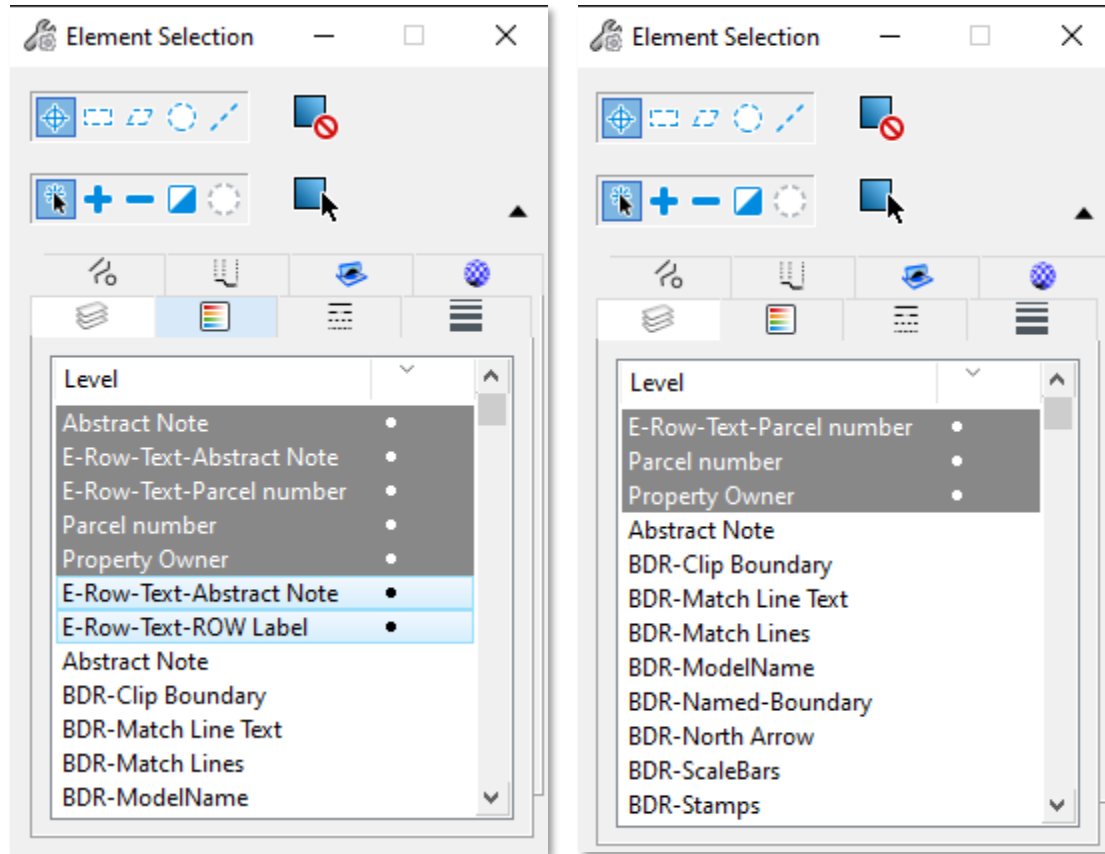 Element Selection
Level
Abstract Note
E-Row-Text-Abstract Note
E-Row-Text-Parcel number
Parcel number
Property Owner
E-Row-Text-Abstract Note
E-Row-Text-ROW Label
Abstract Note
BDR-Clip Boundary
BDR-Match Line Text
BDR-Match Lines
BDR-ModelName
Element Selection
Level
E-Row-Text-Parcel number
Parcel number
Property Owner
Abstract Note
BDR-Clip Boundary
BDR-Match Line Text
BDR-Match Lines
BDR-ModelName
BDR-Named-Boundary
BDR-North Arrow
BDR-ScaleBars
BDR-Stamps